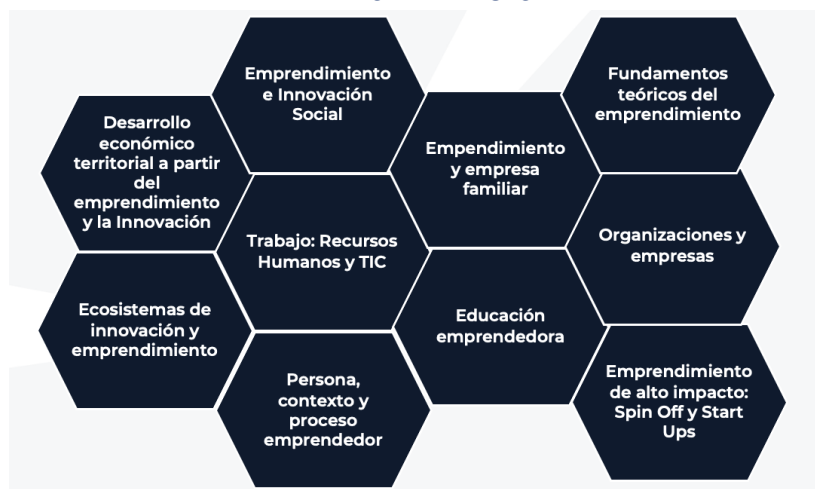 Emprendimiento
e Innovación
Social
Fundamentos
teóricos del
emprendimiento
Desarrollo
económico
territorial a partir
del
emprendimiento
y la Innovación
Empendimiento
y empresa
familiar
Trabajo: Recursos
Humanos y TIC
Organizaciones y
empresas
Ecosistemas de
innovación y
emprendimiento
Educación
emprendedora
Persona,
contexto y
proceso
emprendedor
Emprendimiento
de alto impacto:
Spin Off y Start
Ups